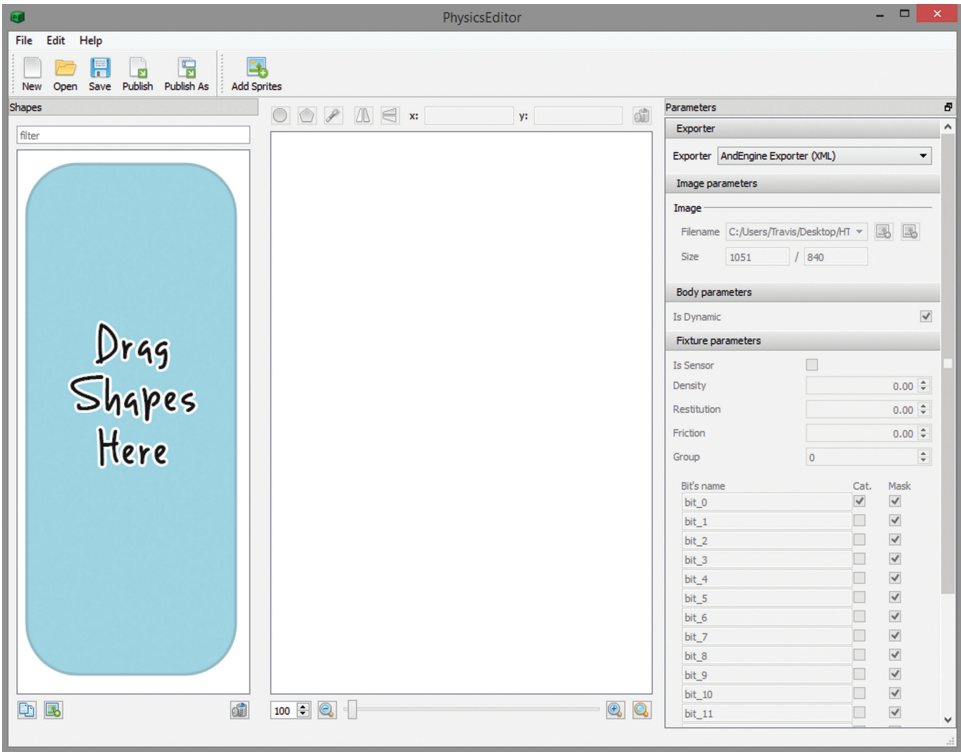 PhysicsEditor
File Edit Help
New Open Save Publish Publish As Add Sprites
Shapes
filter
Drag
Shapes
Here
x: y:
100
Parameters
Exporter
Exporter AndEngine Exporter (XML)
Image parameters
Image
Filename C:/Users/Travis/Desktop/HT
Size 1051 / 840
Body parameters
Is Dynamic
Fixture parameters
Is Sensor
Density 0.00
Restitution 0.00
Friction 0.00
Group 0
Bit's name Cat. Mask
bit_0
bit_1
bit_2
bit_3
bit_4
bit_5
bit_6
bit_7
bit_8
bit_9
bit_10
bit_11